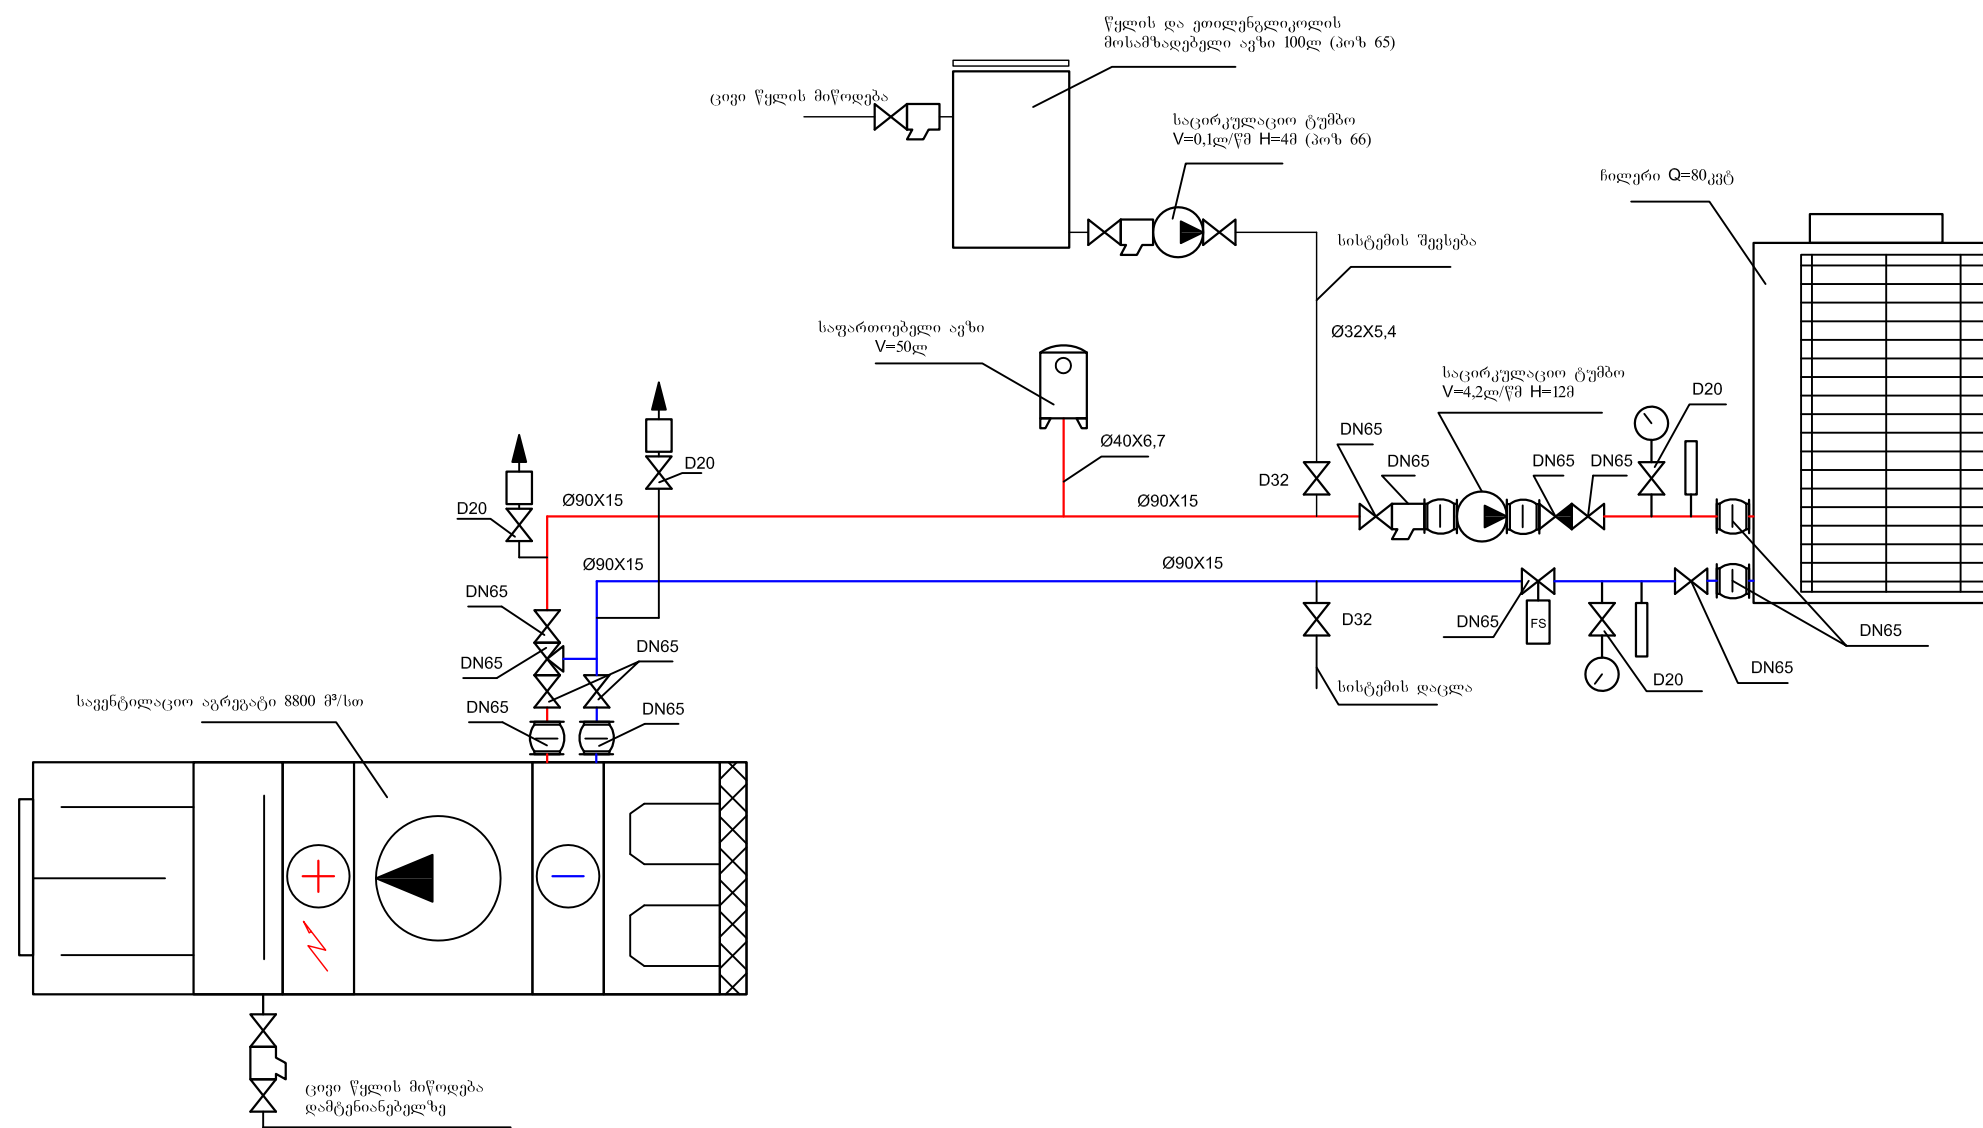 წყლის და ეთილენგლიკოლის
მოსამზადებელი ავზი 100ლ (პოზ 65)
ცივი წყლის მიწოდება
საცირკულაციო ტუმბო
V=0,1ლ/წმ H=4მ (პოზ 66)
ჩილერი Q=80კვტ
სისტემის შევსება
Ø32X5,4
საფართოებელი ავზი
V=50ლ
საცირკულაციო ტუმბო
V=4,2ლ/წმ H=12მ
D20
DN65
Ø40X6,7
DN65
DN65
DN65
D20
D32
Ø90X15
Ø90X15
D20
Ø90X15
Ø90X15
DN65
D32
DN65
FS
DN65
DN65
DN65
DN65
D20
სისტემის დაცლა
სავენტილაციო აგრეგატი 8800 მ³/სთ
DN65
DN65
ცივი წყლის მიწოდება
დამტენიანებელზე